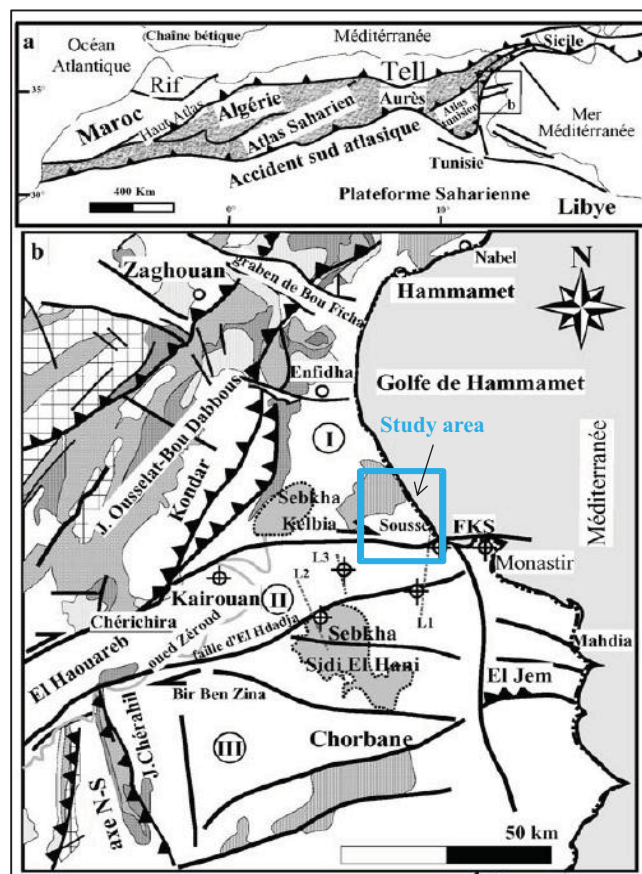 a
Océan
Atlantique
Chaîne bétique
Méditérranée
Sicile
35°
Rif
Tell
Maroc
Haut Atlas
Algérie
Atlas Saharien
Aurès
Atlas
tunisien
b
Mer
Méditérranée
Accident sud atlasique
Tunisie
30°
400 Km
0°
10°
Plateforme Saharienne
Libye
b
Zaghouan
graben de Bou Ficha
Nabel
Hammamet
N
Enfidha
Golfe de Hammamet
J. Ousselat-Bou Dabbous
Kondar
I
Study area
Méditérranée
Sebkha
Kelbia
Sousse
FKS
Monastir
L3
L2
L1
Kairouan
II
Chérichira
oued Zéroud
faille d'El Hdadja
El Haouareb
Sebkha
Sidi El Hani
Mahdia
El Jem
Bir Ben Zina
J.Chérahil
III
Chorbane
axe N-S
50 km